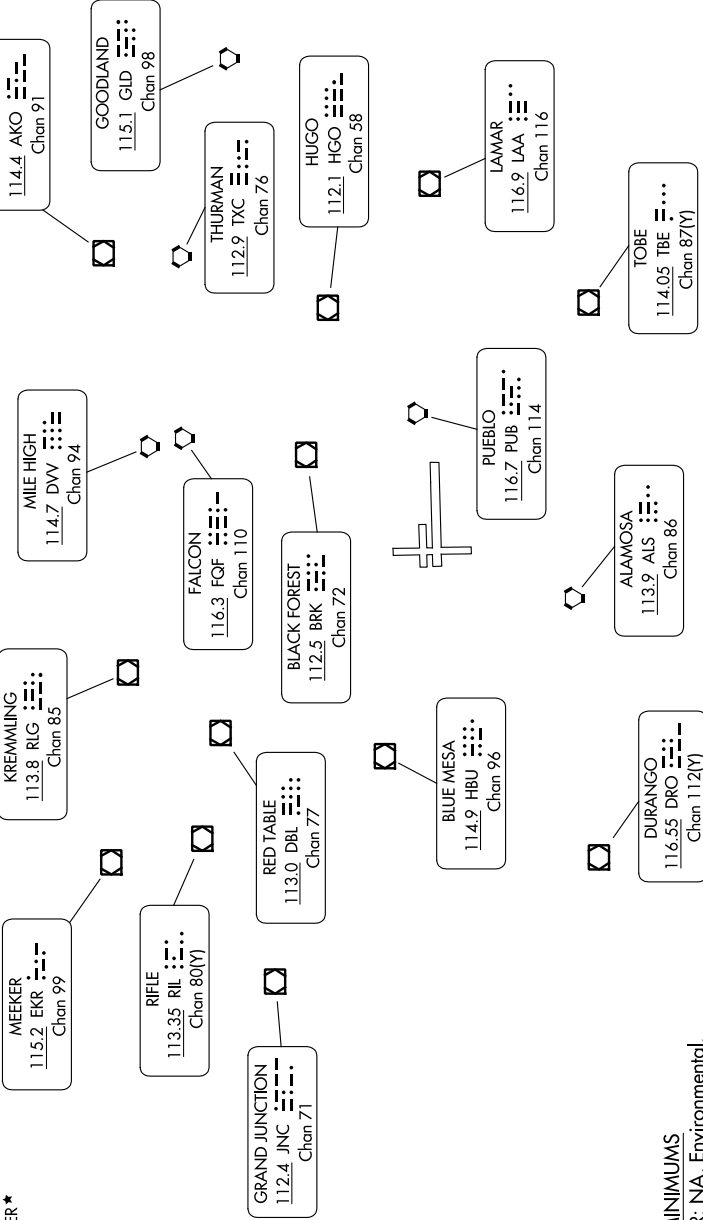 114.4 AKO
Chan 91
GOODLAND
115.1 GLD
Chan 98
THURMAN
112.9 TXC
Chan 76
HUGO
112.1 HGO
Chan 58
LAMAR
116.9 LAA
Chan 116
TOBE
114.05 TBE
Chan 87(Y)
MILE HIGH
114.7 DVV
Chan 94
FALCON
116.3 FQF
Chan 110
BLACK FOREST
112.5 BRK
Chan 72
PUEBLO
116.7 PUB
Chan 114
ALAMOSA
113.9 ALS
Chan 86
KREMMLING
113.8 RLG
Chan 85
RED TABLE
113.0 DBL
Chan 77
BLUE MESA
114.9 HBU
Chan 96
DURANGO
116.55 DRO
Chan 112(Y)
MEEKER
115.2 EKR
Chan 99
RIFLE
113.35 RIL
Chan 80(Y)
GRAND JUNCTION
112.4 JNC
Chan 71
ER★
INIMUMS
: NA. Environmental.